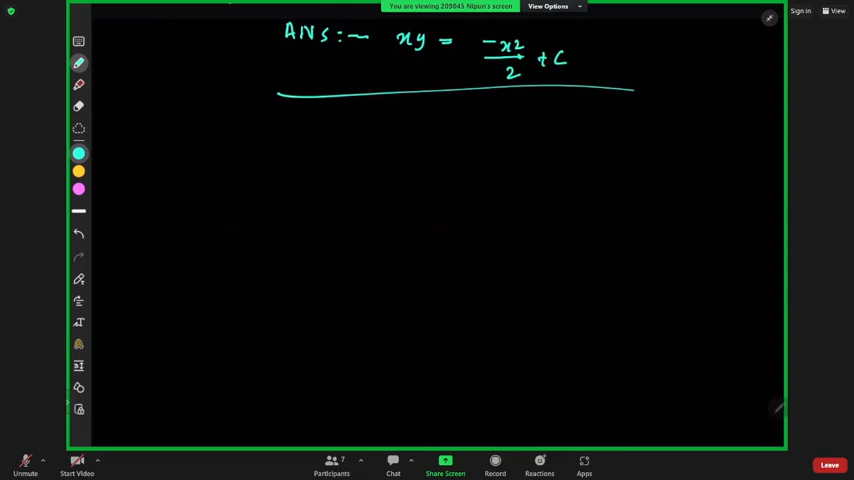 You are viewing 209045 Nipun's screen View Options
Sign in View
ANS :- xy = -x2/2 + C
Unmute Start Video Participants 7 Chat Share Screen Record Reactions Apps Leave